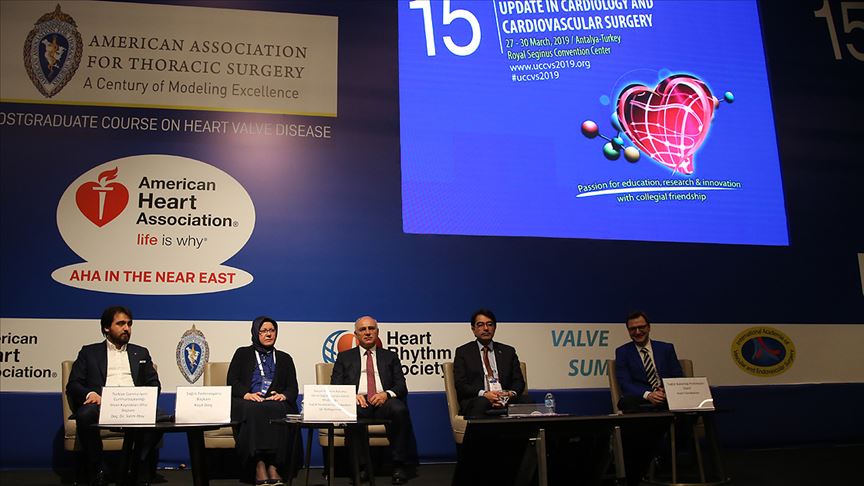 AMERICAN ASSOCIATION
FOR THORACIC SURGERY
A Century of Modeling Excellence
OSTGRADUATE COURSE ON HEART VALVE DISEASE
American
Heart
Association®
life is why®
AHA IN THE NEAR EAST
15
UPDATE IN CARDIOLOGY AND
CARDIOVASCULAR SURGERY
27 - 30 March, 2019 / Antalya-Turkey
Royal Seginus Convention Center
www.uccvs2019.org
#uccvs2019
Passion for education, research & innovation
with collegial friendship
15
American
Heart
Association®
Heart
Rhythm
Society
VALVE
SUM
International Academy of